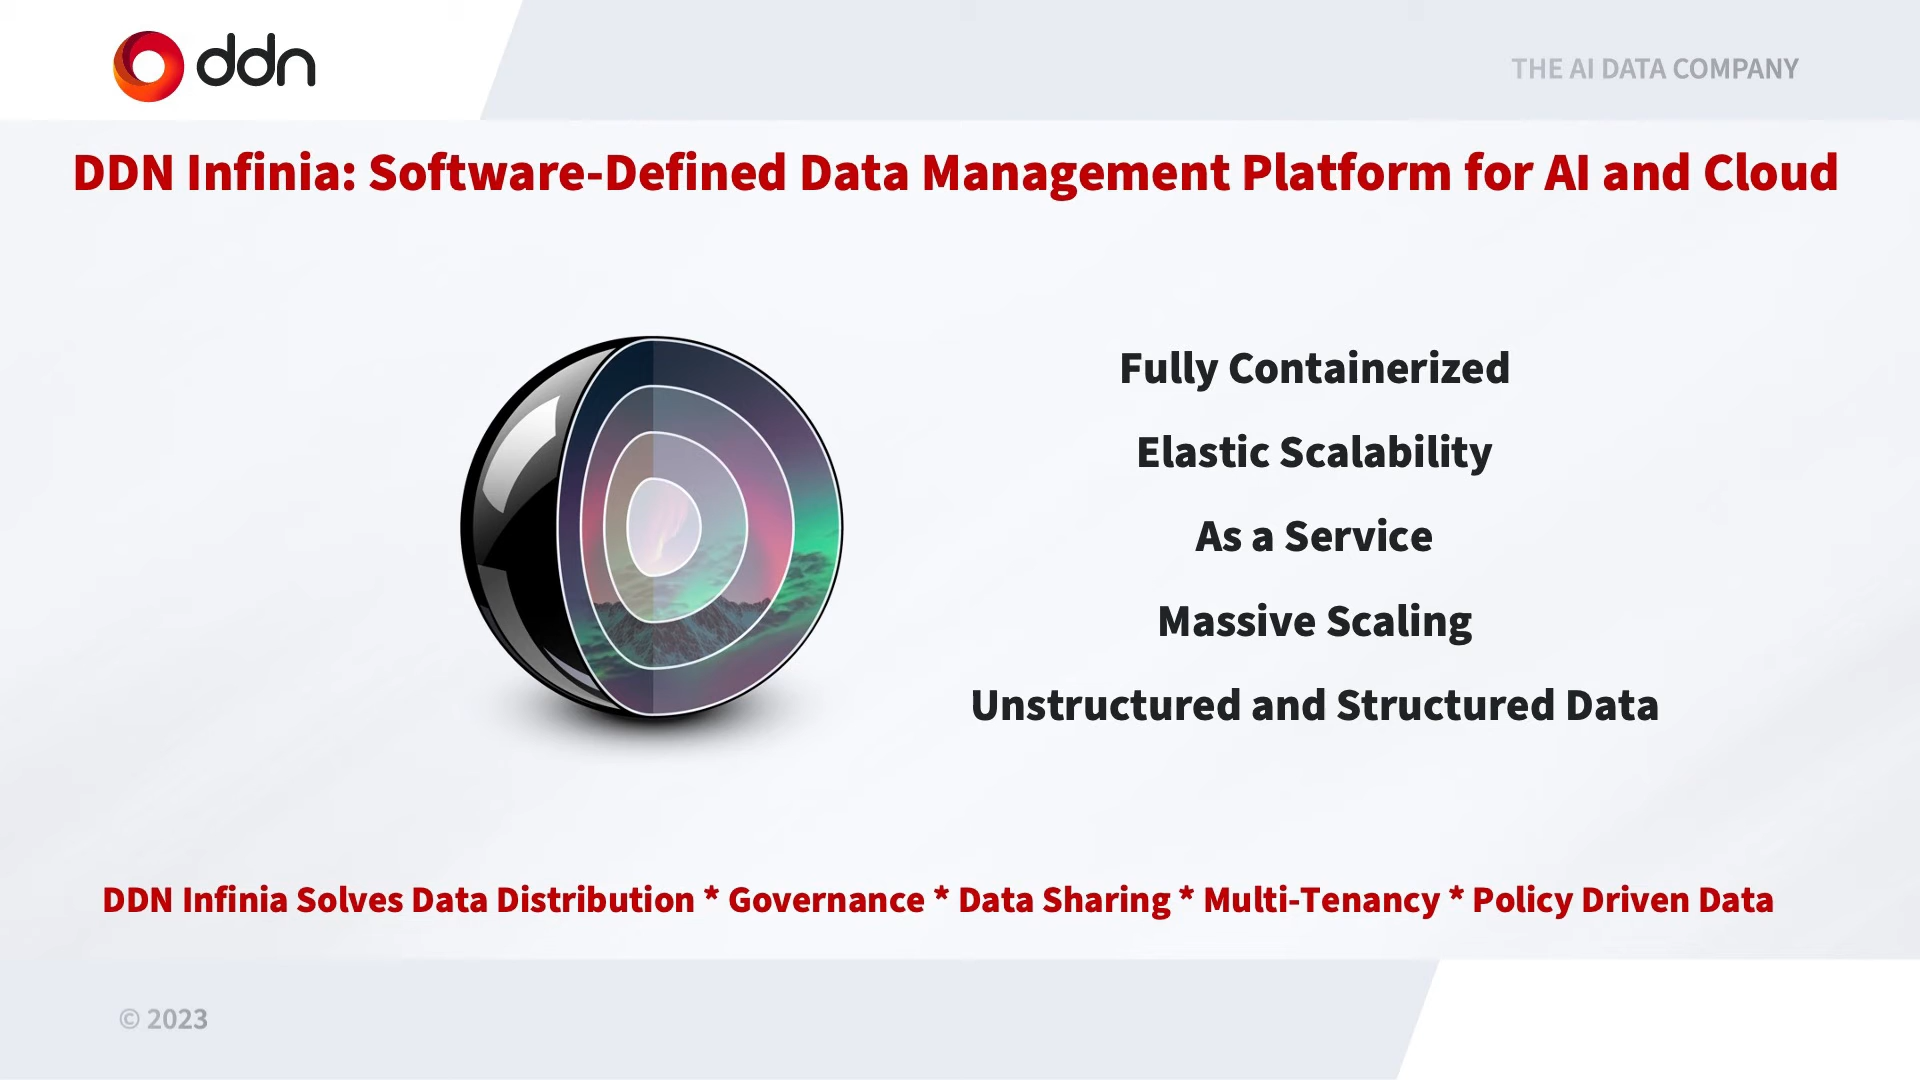 ddn
THE AI DATA COMPANY
DDN Infinia: Software-Defined Data Management Platform for AI and Cloud
Fully Containerized
Elastic Scalability
As a Service
Massive Scaling
Unstructured and Structured Data
DDN Infinia Solves Data Distribution * Governance * Data Sharing * Multi-Tenancy * Policy Driven Data
© 2023